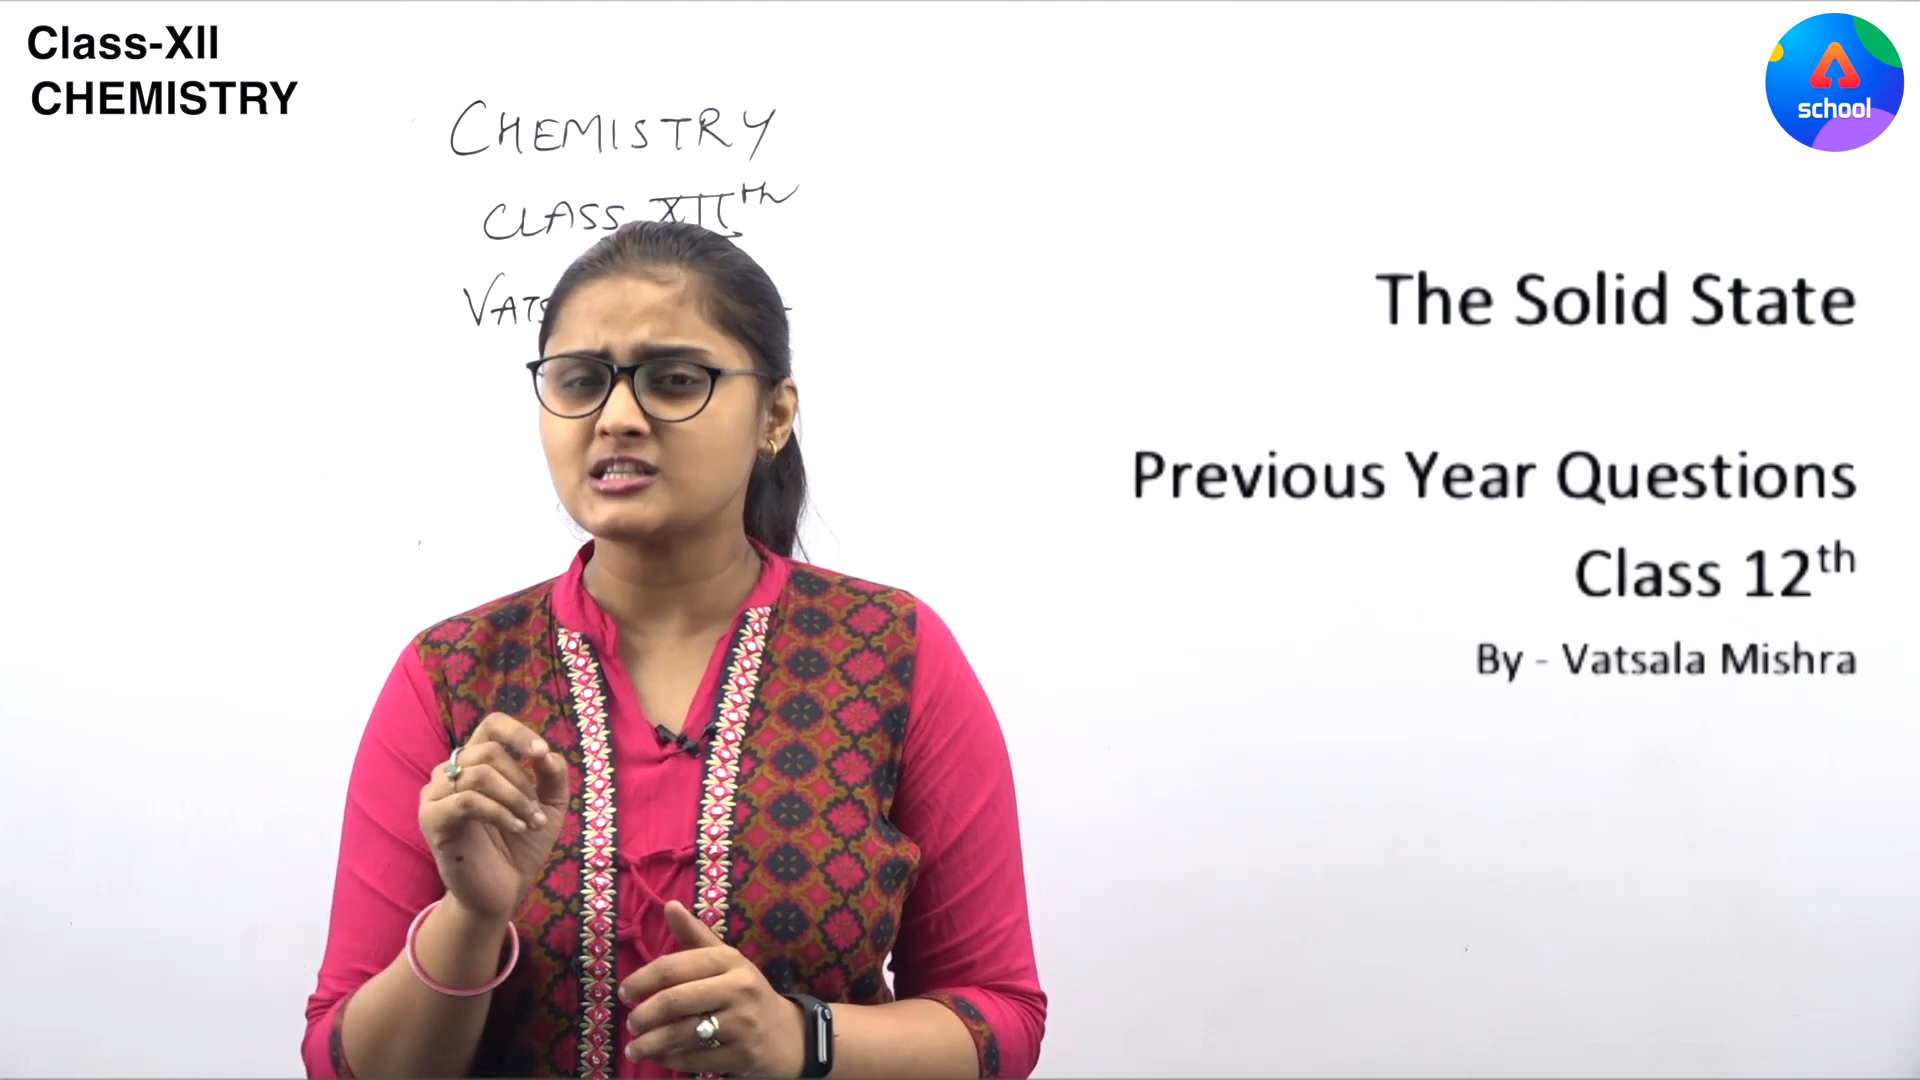 Class-XII
CHEMISTRY
CHEMISTRY
CLASS XIIth
school
The Solid State
Previous Year Questions
Class 12th
By - Vatsala Mishra